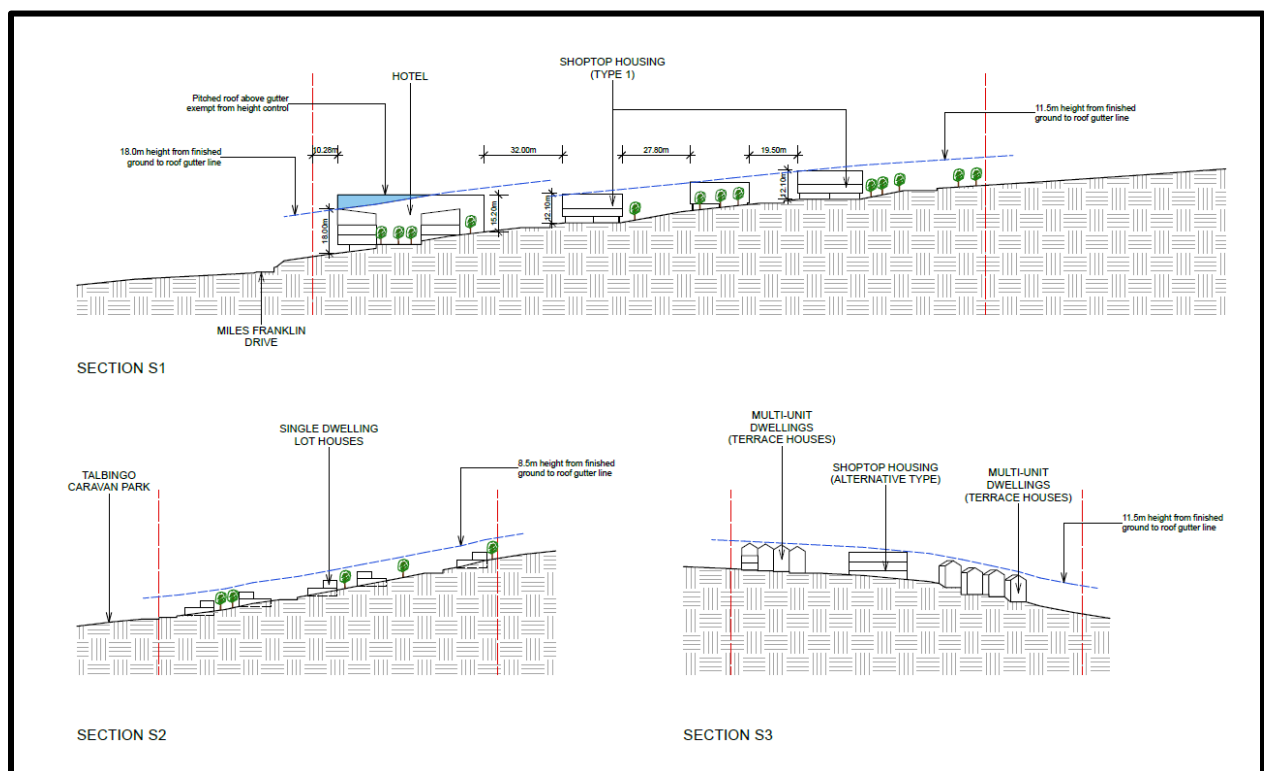 SHOPTOP HOUSING
(TYPE 1)
HOTEL
Pitched roof above gutter
exempt from height control
11.5m height from finished
ground to roof gutter line
18.0m height from finished
ground to roof gutter line
10.28m
32.00m
27.80m
19.50m
18.00m
15.20m
12.10m
12.10m
MILES FRANKLIN
DRIVE
SECTION S1
SINGLE DWELLING
LOT HOUSES
TALBINGO
CARAVAN PARK
8.5m height from finished
ground to roof gutter line
SECTION S2
MULTI-UNIT
DWELLINGS
(TERRACE HOUSES)
SHOPTOP HOUSING
(ALTERNATIVE TYPE)
MULTI-UNIT
DWELLINGS
(TERRACE HOUSES)
11.5m height from finished
ground to roof gutter line
SECTION S3